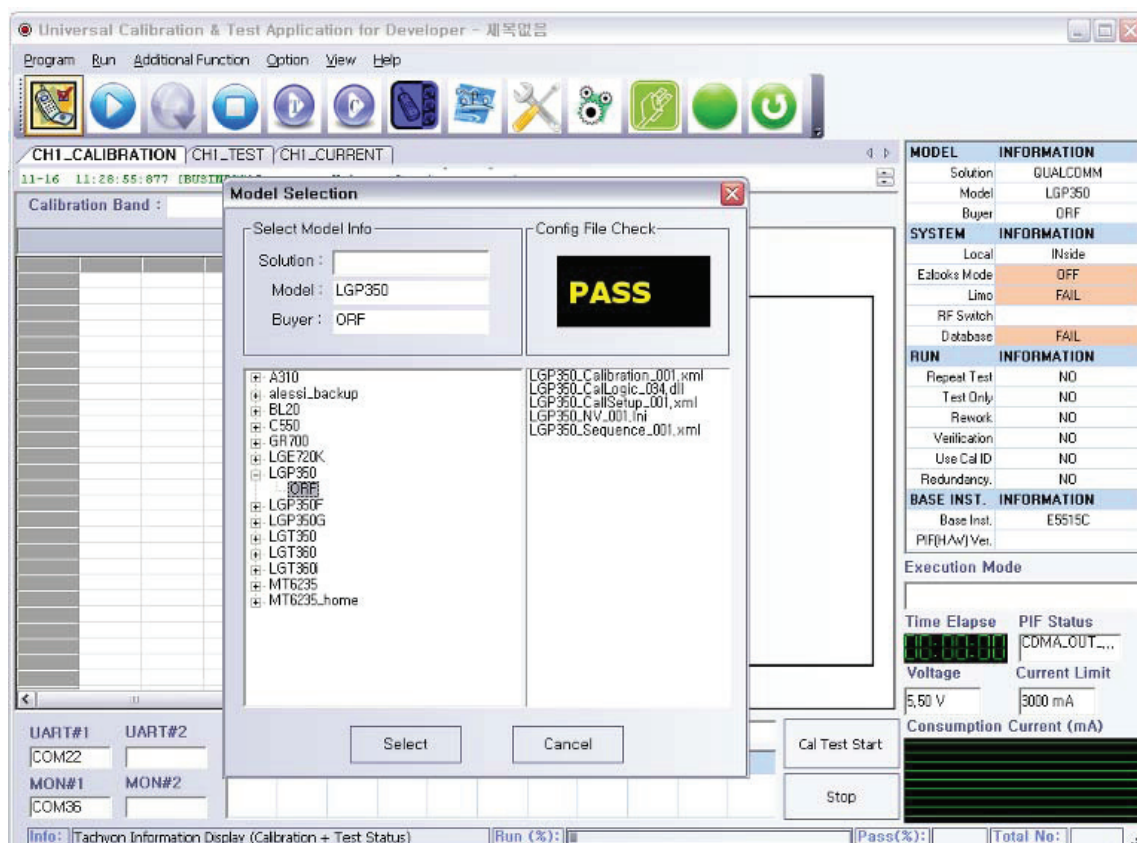 Universal Calibration & Test Application for Developer - 제목없음
Program Run Additional Function Option View Help
CH1_CALIBRATION CH1_TEST CH1_CURRENT
11-16 11:28:55:877
Calibration Band :
Model Selection
Select Model Info
Solution :
Model : LGP350
Buyer : ORF
Config File Check
PASS
A310
alessi_backup
BL20
C550
GR700
LGE720K
LGP350
ORF
LGP350F
LGP350G
LGT350
LGT360
LGT360i
MT6235
MT6235_home
LGP350_Calibration_001.xml
LGP350_CalLogic_034.dll
LGP350_CallSetup_001.xml
LGP350_NV_001.ini
LGP350_Sequence_001.xml
Select
Cancel
MODEL INFORMATION
Solution QUALCOMM
Model LGP350
Buyer ORF
SYSTEM INFORMATION
Local INside
Ezlooks Mode OFF
Limo FAIL
RF Switch
Database FAIL
RUN INFORMATION
Repeat Test NO
Test Only NO
Rework NO
Verification NO
Use Cal ID NO
Redundancy. NO
BASE INST. INFORMATION
Base Inst. E5515C
PIF(H/W) Ver.
Execution Mode
Time Elapse PIF Status
00:00:00 CDMA_OUT_...
Voltage Current Limit
5.50 V 3000 mA
Consumption Current (mA)
UART#1 UART#2
COM22
MON#1 MON#2
COM36
Cal Test Start
Stop
Info: Tachyon Information Display (Calibration + Test Status) Run (%): Pass(%): Total No: